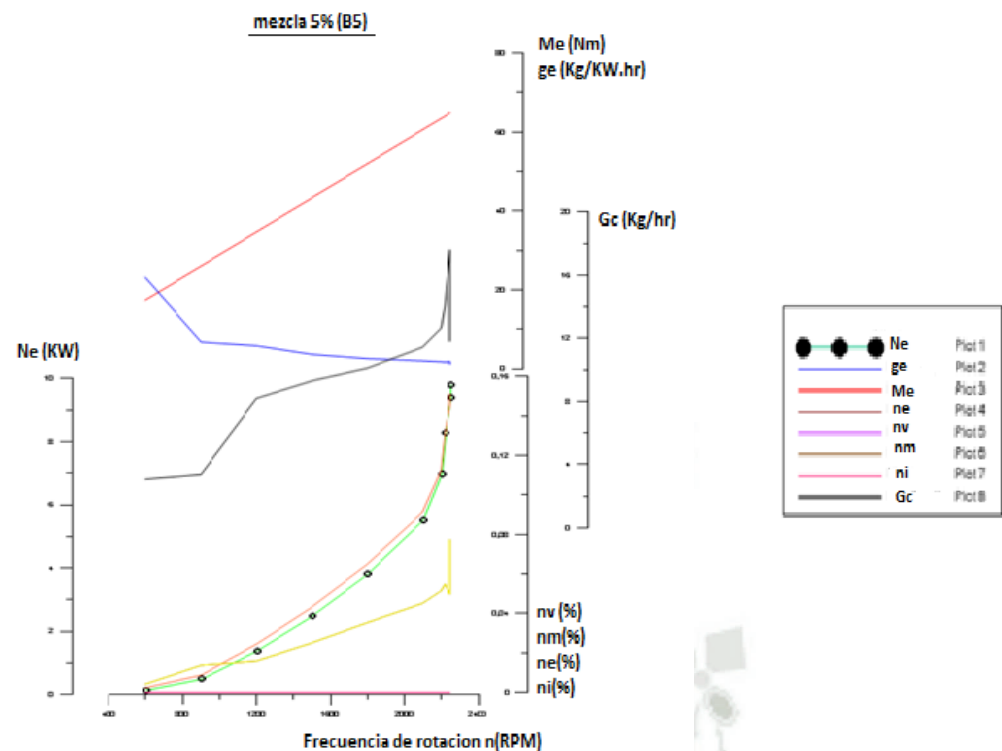 mezcla 5% (B5)
Me (Nm)
ge (Kg/KW.hr)
80
60
40
20
0
Gc (Kg/hr)
20
16
12
8
4
0
Ne (KW)
10
8
6
4
2
0
0,16
0,12
0,08
0,04
0
nv (%)
nm(%)
ne(%)
ni(%)
400 800 1200 1600 2000 2400
Frecuencia de rotacion n(RPM)
Ne Plot 1
ge Plot 2
Me Plot 3
ne Plot 4
nv Plot 5
nm Plot 6
ni Plot 7
Gc Plot 8